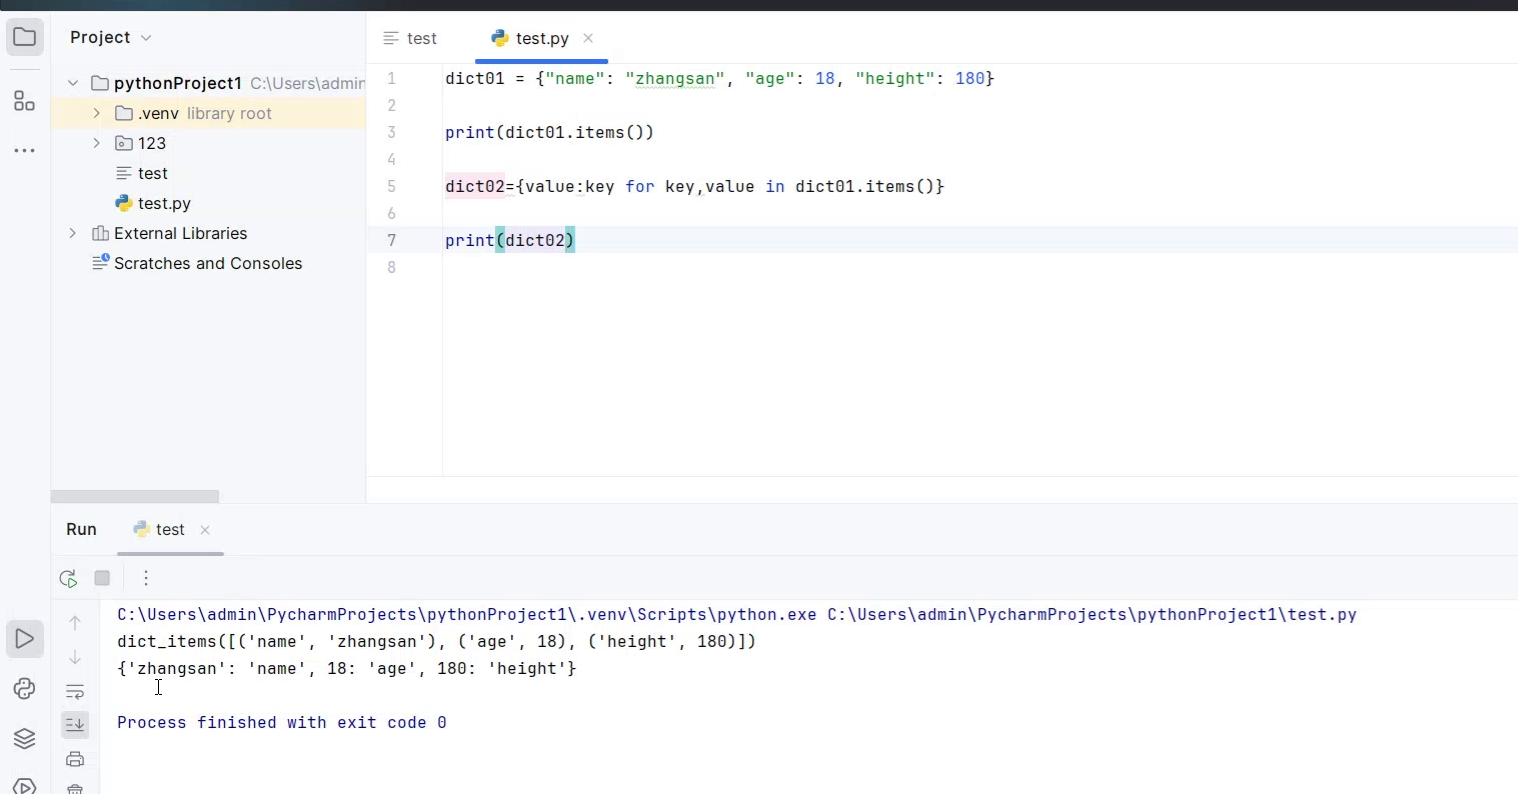 Project
test
test.py
pythonProject1 C:\Users\admin
.venv library root
123
test
test.py
External Libraries
Scratches and Consoles
1 dict01 = {"name": "zhangsan", "age": 18, "height": 180}
2
3 print(dict01.items())
4
5 dict02={value:key for key,value in dict01.items()}
6
7 print(dict02)
8
Run test
C:\Users\admin\PycharmProjects\pythonProject1\.venv\Scripts\python.exe C:\Users\admin\PycharmProjects\pythonProject1\test.py
dict_items([('name', 'zhangsan'), ('age', 18), ('height', 180)])
{'zhangsan': 'name', 18: 'age', 180: 'height'}
Process finished with exit code 0